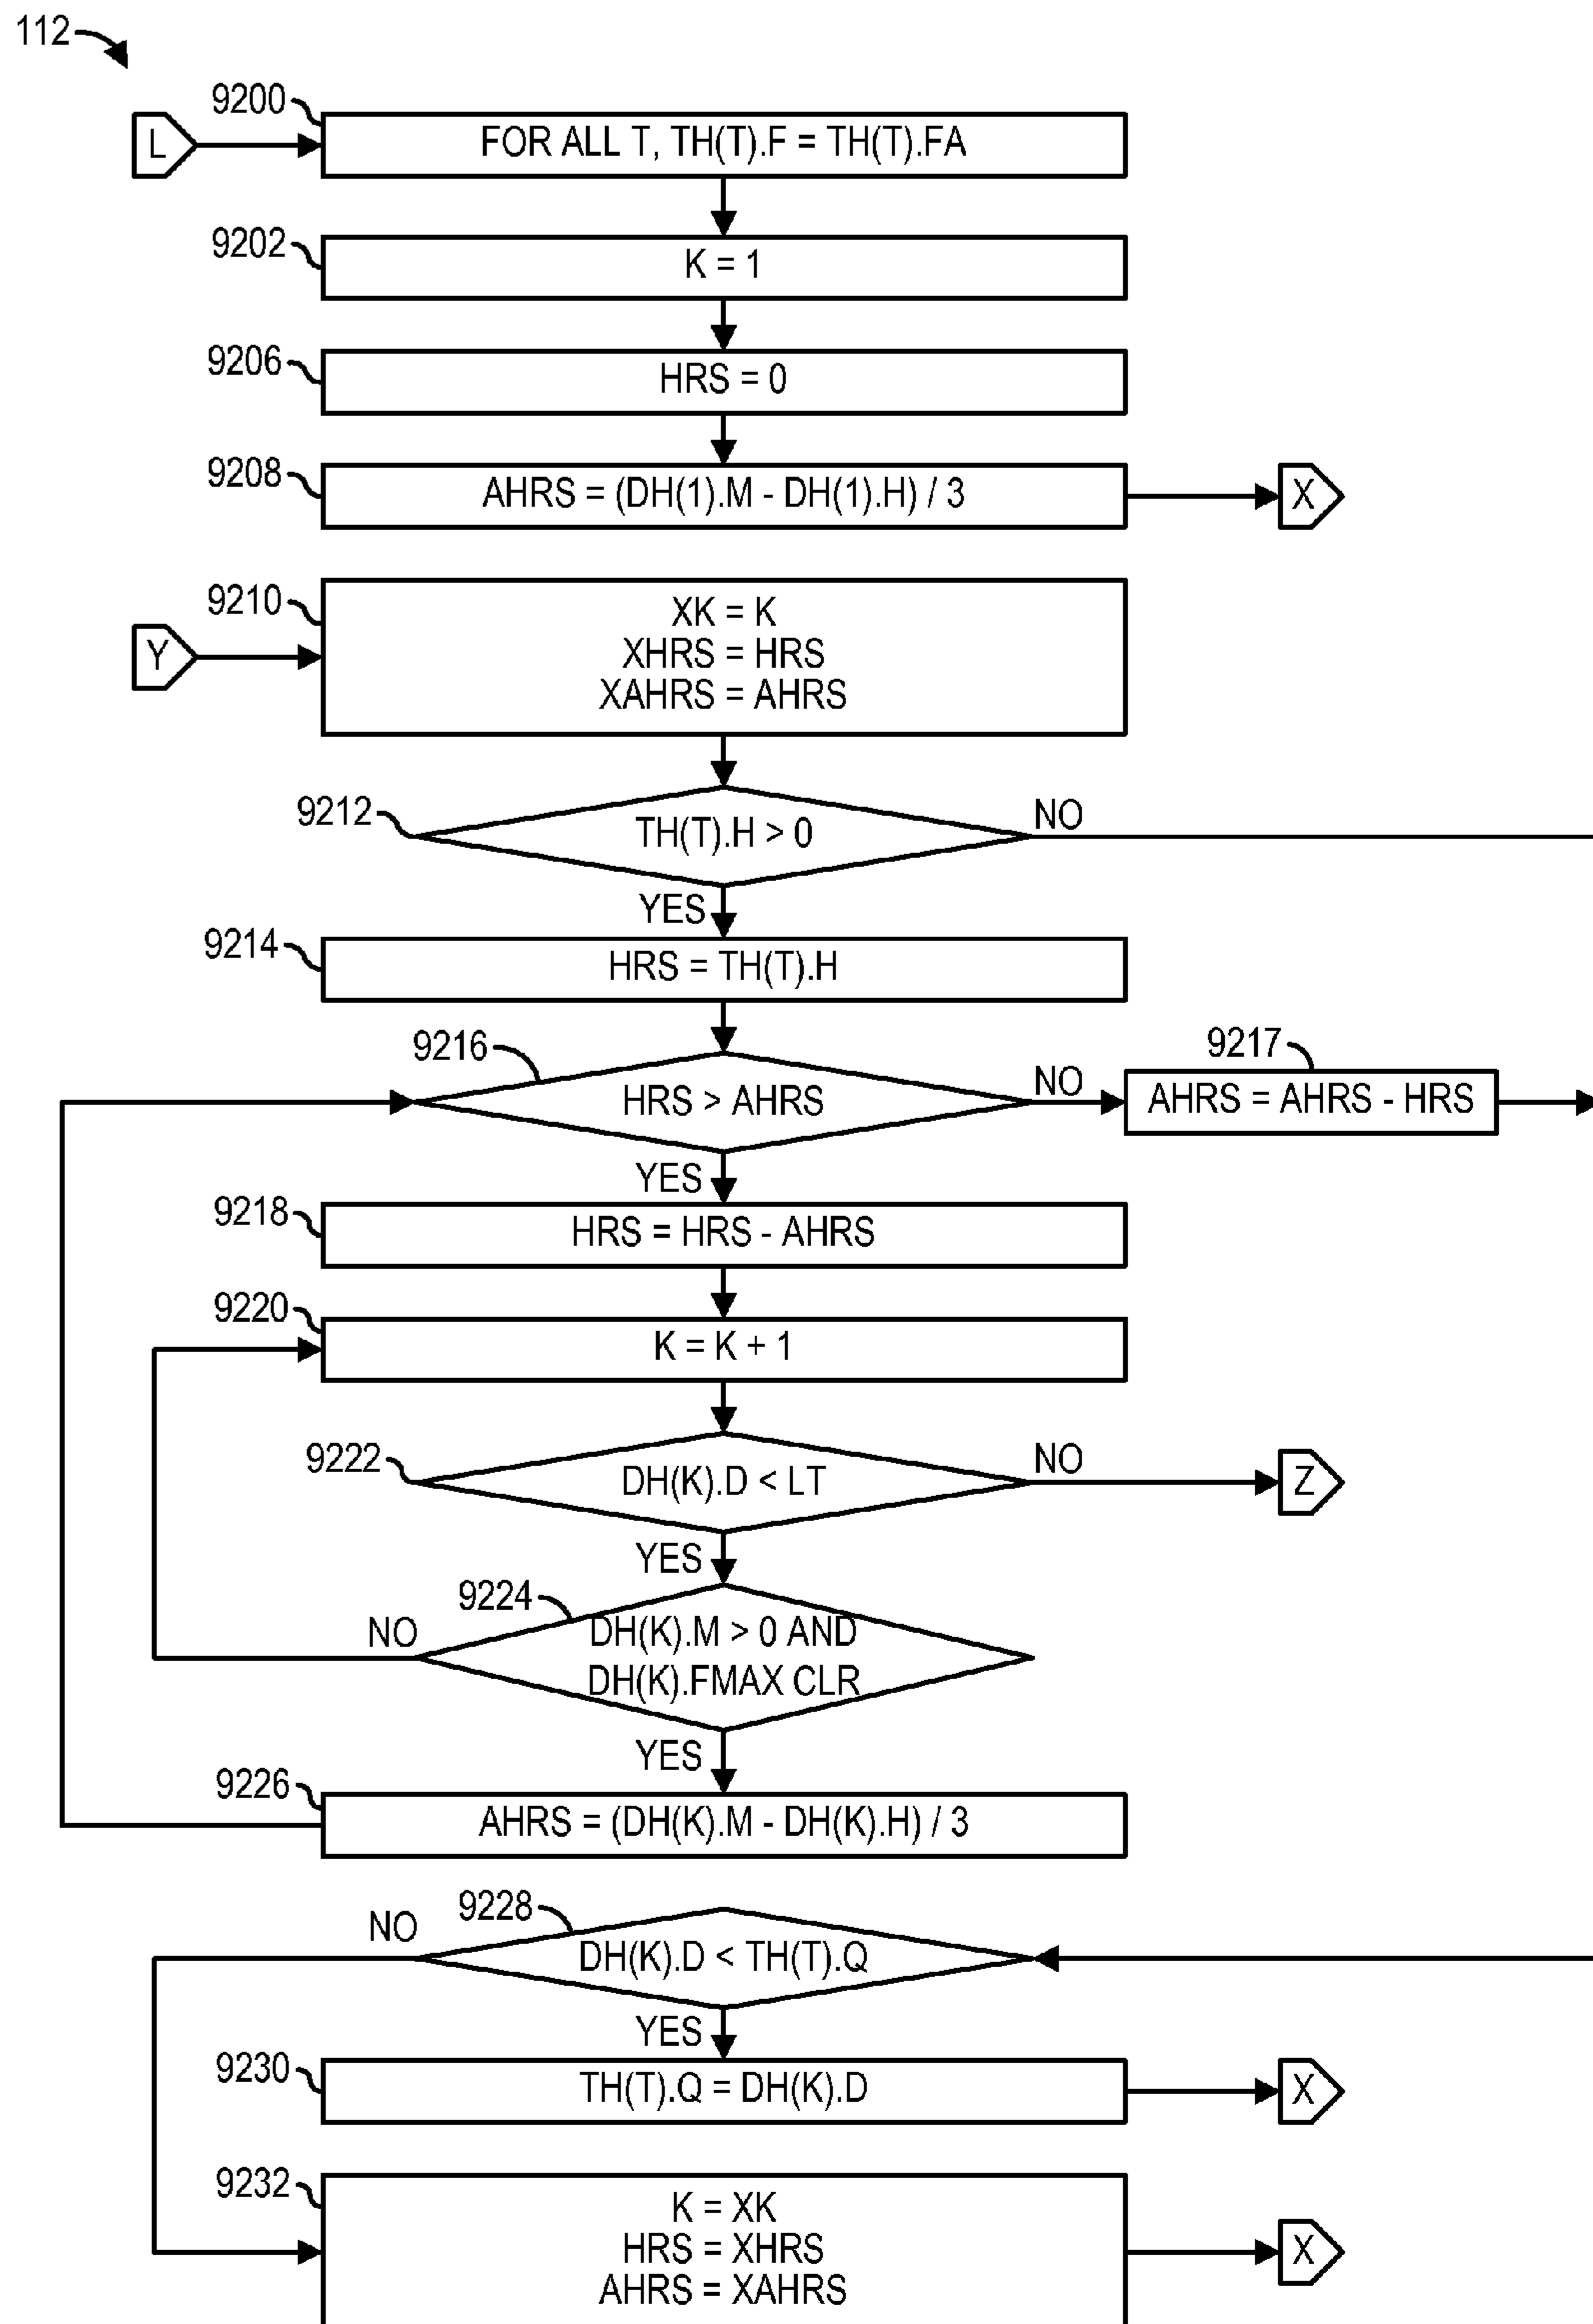 112
9200
L
FOR ALL T, TH(T).F = TH(T).FA
9202
K = 1
9206
HRS = 0
9208
AHRS = (DH(1).M - DH(1).H) / 3
X
9210
Y
XK = K
XHRS = HRS
XAHRS = AHRS
9212
TH(T).H > 0
NO
YES
9214
HRS = TH(T).H
9216
HRS > AHRS
NO
9217
AHRS = AHRS - HRS
YES
9218
HRS = HRS - AHRS
9220
K = K + 1
9222
DH(K).D < LT
NO
Z
YES
9224
NO
DH(K).M > 0 AND
DH(K).FMAX CLR
YES
9226
AHRS = (DH(K).M - DH(K).H) / 3
9228
NO
DH(K).D < TH(T).Q
YES
9230
TH(T).Q = DH(K).D
X
9232
K = XK
HRS = XHRS
AHRS = XAHRS
X